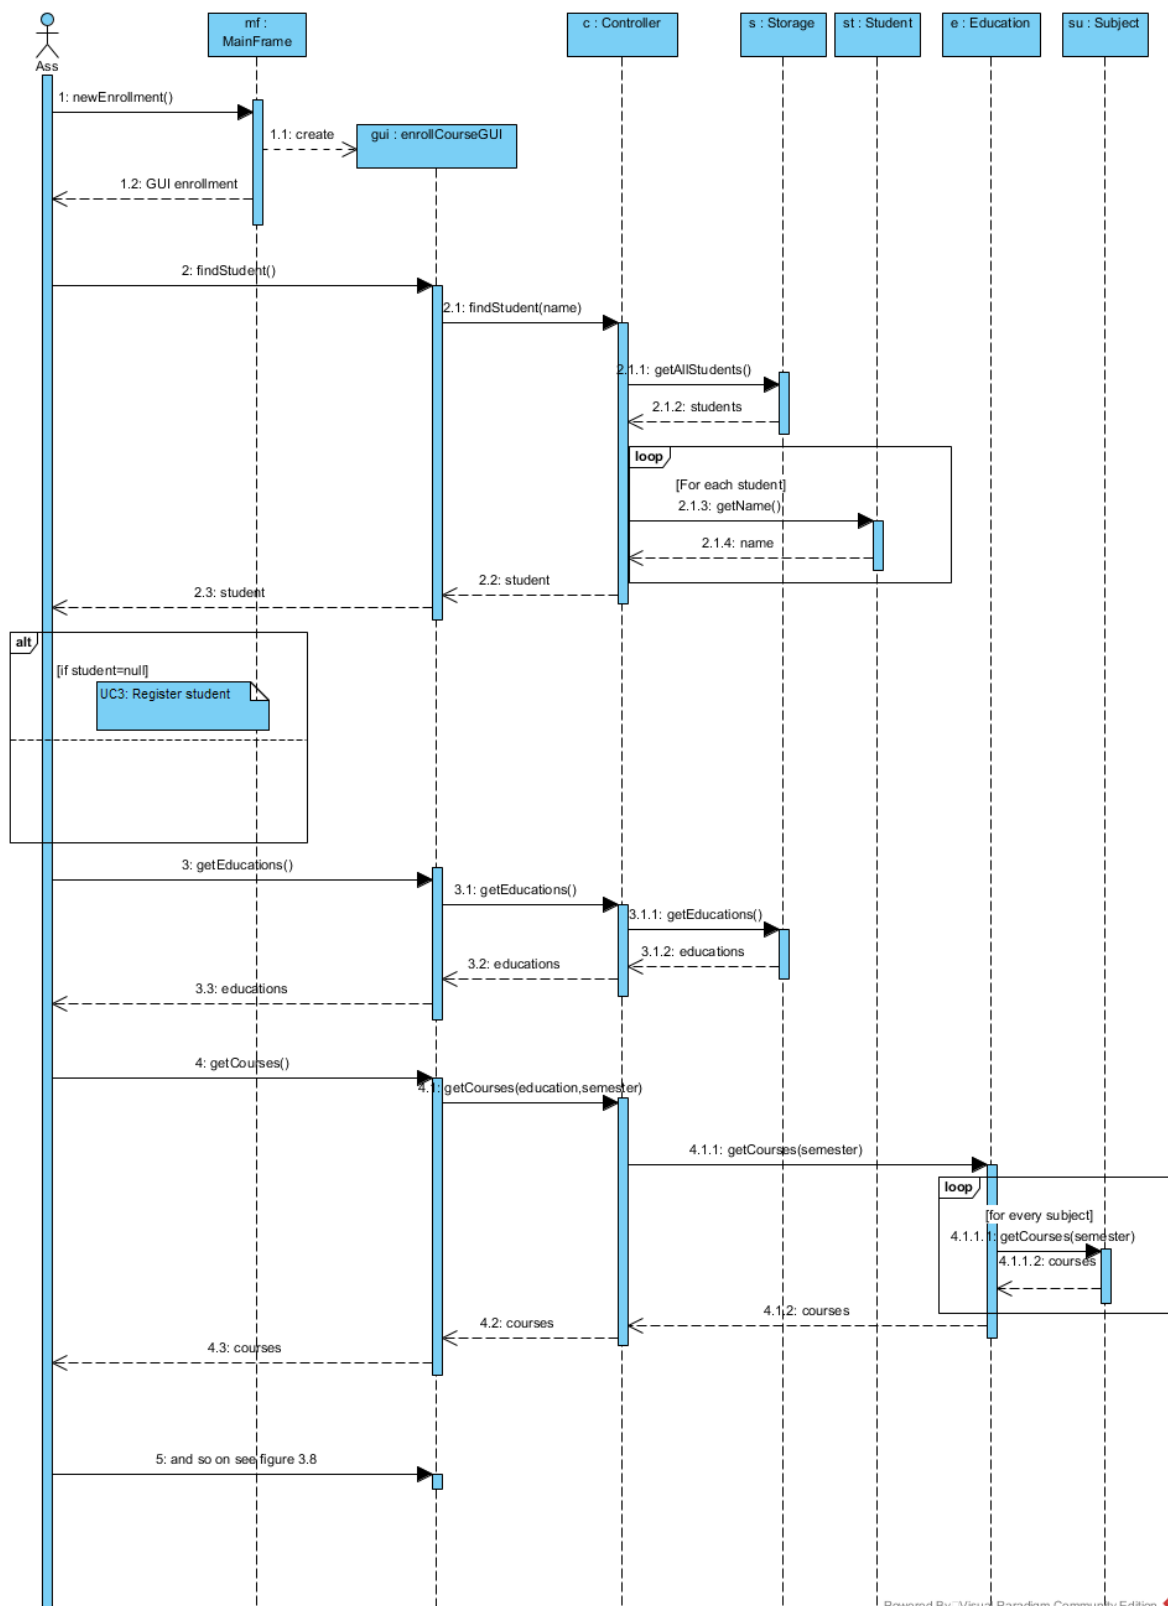 mf :
MainFrame
c : Controller
s : Storage
st : Student
e : Education
su : Subject
Ass
1: newEnrollment()
1.1: create
gui : enrollCourseGUI
1.2: GUI enrollment
2: findStudent()
2.1: findStudent(name)
2.1.1: getAllStudents()
2.1.2: students
loop
[For each student]
2.1.3: getName()
2.1.4: name
2.2: student
2.3: student
alt
[if student=null]
UC3: Register student
3: getEducations()
3.1: getEducations()
3.1.1: getEducations()
3.1.2: educations
3.2: educations
3.3: educations
4: getCourses()
4.1: getCourses(education,semester)
4.1.1: getCourses(semester)
loop
[for every subject]
4.1.1.1: getCourses(semester)
4.1.1.2: courses
4.1.2: courses
4.2: courses
4.3: courses
5: and so on see figure 3.8
Powered By Visual Paradigm Community Edition